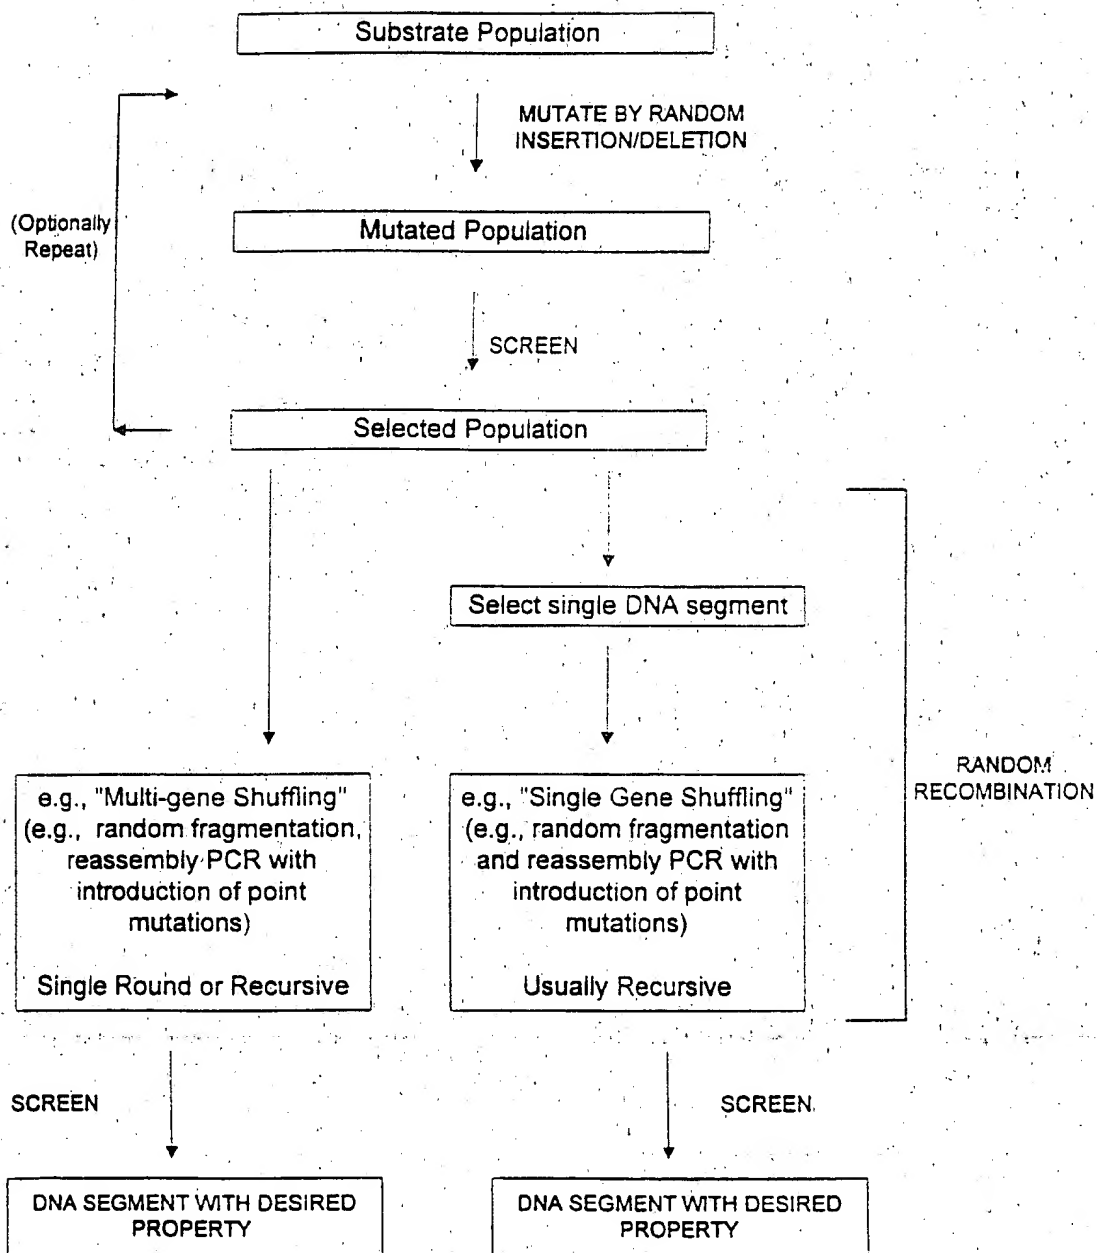 Substrate Population
MUTATE BY RANDOM
INSERTION/DELETION
(Optionally
Repeat)
Mutated Population
SCREEN
Selected Population
Select single DNA segment
e.g., "Multi-gene Shuffling"
(e.g., random fragmentation,
reassembly PCR with
introduction of point
mutations)
Single Round or Recursive
e.g., "Single Gene Shuffling"
(e.g., random fragmentation
and reassembly PCR with
introduction of point
mutations)
Usually Recursive
RANDOM
RECOMBINATION
SCREEN
SCREEN
DNA SEGMENT WITH DESIRED
PROPERTY
DNA SEGMENT WITH DESIRED
PROPERTY